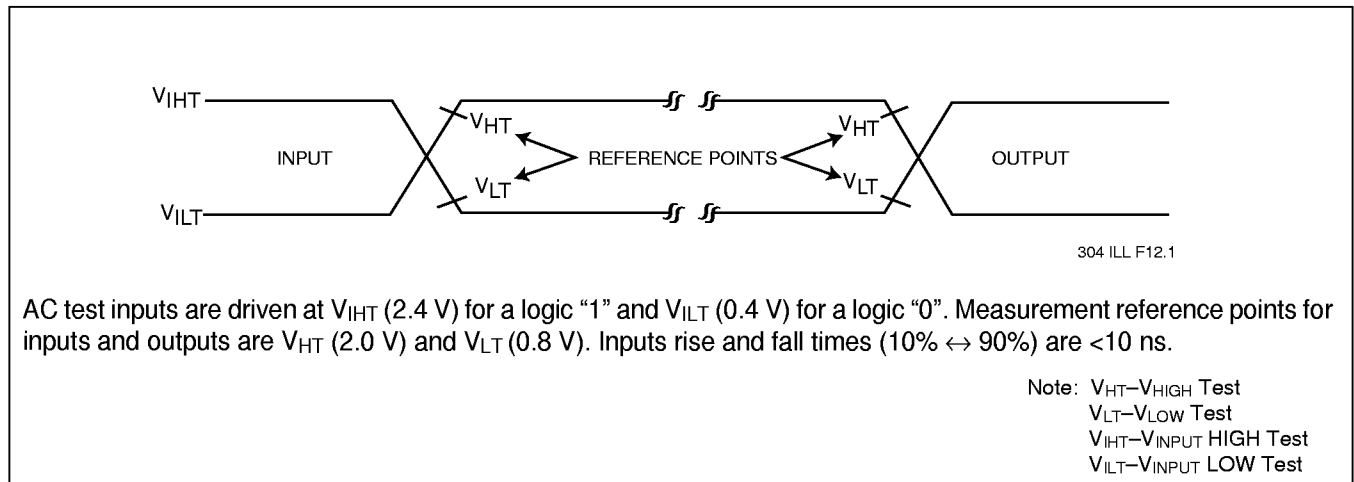 VIHT
VHT
VHT
INPUT
REFERENCE POINTS
OUTPUT
VLT
VLT
VILT
304 ILL F12.1
AC test inputs are driven at VIHT (2.4 V) for a logic “1” and VILT (0.4 V) for a logic “0”. Measurement reference points for
inputs and outputs are VHT (2.0 V) and VLT (0.8 V). Inputs rise and fall times (10% ↔ 90%) are <10 ns.
Note: VHT–VHIGH Test
VLT–VLOW Test
VIHT–VINPUT HIGH Test
VILT–VINPUT LOW Test